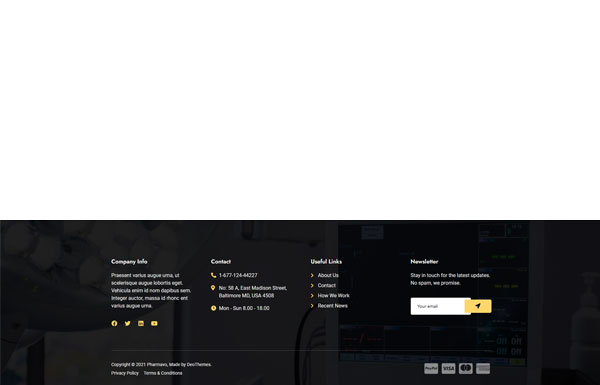 Company Info
Praesent varius augue urna, ut
scelerisque augue lobortis eget.
Vehicula enim id nom dapibus sem.
Integer auctor, massa id rhonc ent
varius augue urna.
Contact
1-677-124-44227
No: 58 A, East Madison Street,
Baltimore MD, USA 4508
Mon - Sun 8.00 - 18.00
Useful Links
About Us
Contact
How We Work
Recent News
Newsletter
Stay in touch for the latest updates.
No spam, we promise.
Your email
Copyright © 2021 Pharmavo, Made by DeoThemes.
Privacy Policy Terms & Conditions
PayPal VISA